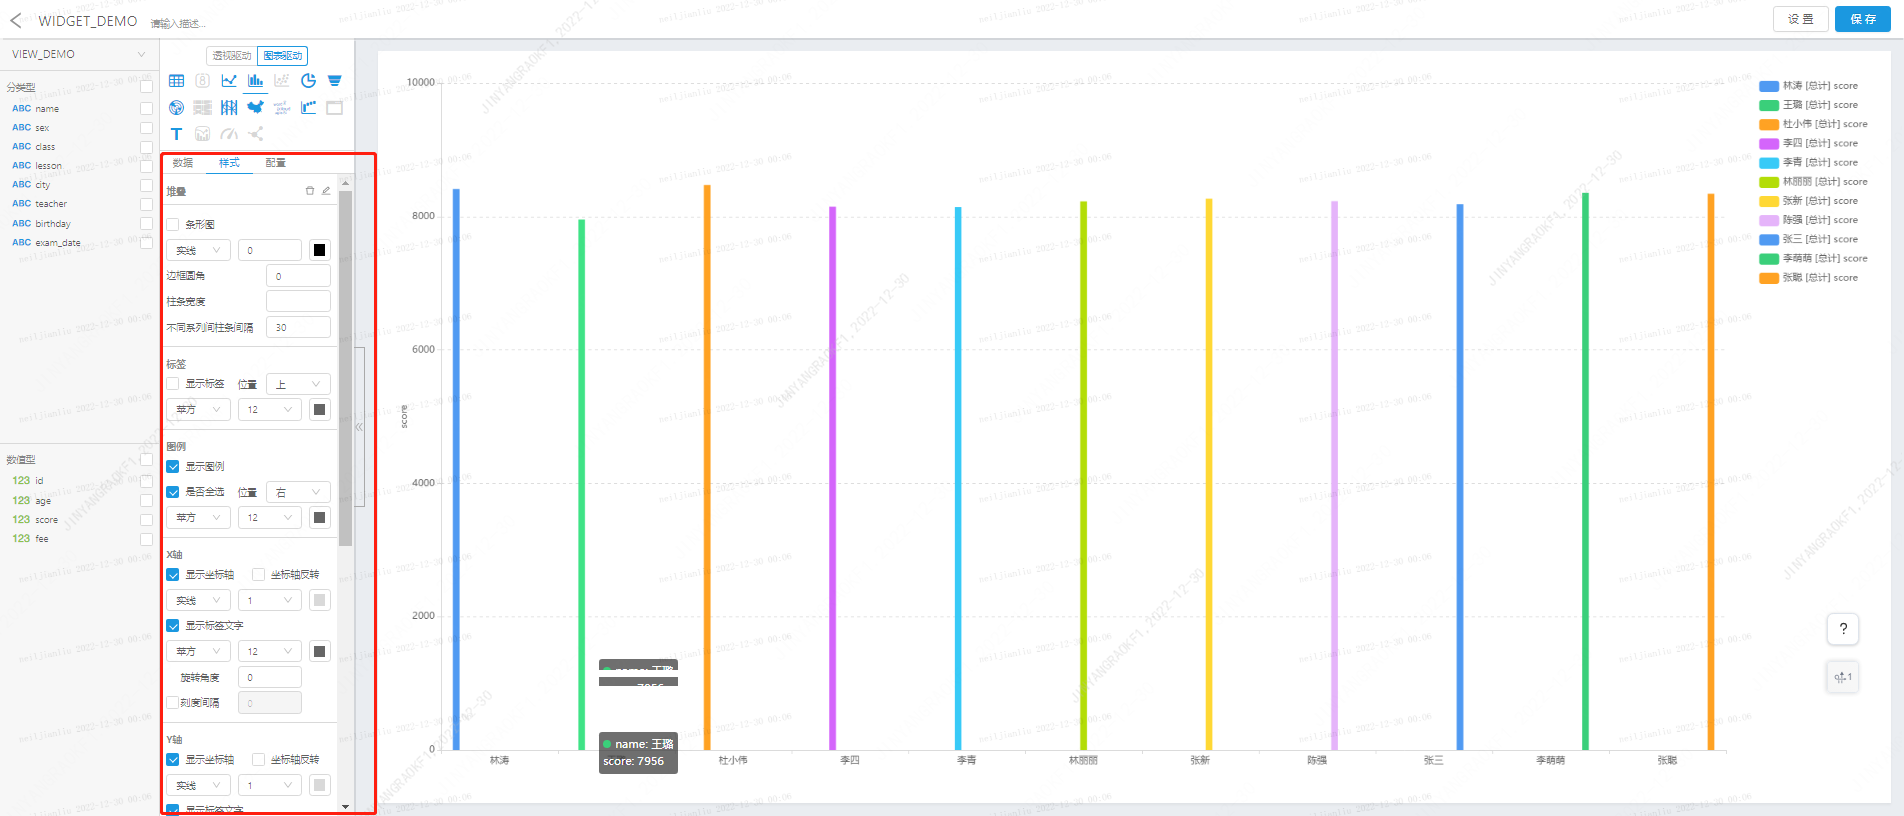 WIDGET_DEMO 请输入描述...
设 置 保 存
VIEW_DEMO
分类型
ABC name
ABC sex
ABC class
ABC lesson
ABC city
ABC teacher
ABC birthday
ABC exam_date
数值型
123 id
123 age
123 score
123 fee
透视驱动 图表驱动
数据 样式 配置
堆叠
条形图
实线 0
边框圆角 0
柱条宽度
不同系列间柱条间隔 30
标签
显示标签 位置 上
苹方 12
图例
显示图例
是否全选 位置 右
苹方 12
X轴
显示坐标轴 坐标轴反转
实线 1
显示标签文字
苹方 12
旋转角度 0
刻度间隔 0
Y轴
显示坐标轴 坐标轴反转
实线 1
显示标签文字
10000
8000
6000
4000
2000
0
score
林涛 王璐 杜小伟 李四 李青 林丽丽 张新 陈强 张三 李萌萌 张聪
name: 王璐
score: 7956
林涛 [总计] score
王璐 [总计] score
杜小伟 [总计] score
李四 [总计] score
李青 [总计] score
林丽丽 [总计] score
张新 [总计] score
陈强 [总计] score
张三 [总计] score
李萌萌 [总计] score
张聪 [总计] score
?
1
JINYANGRAOKF1,2022-12-30